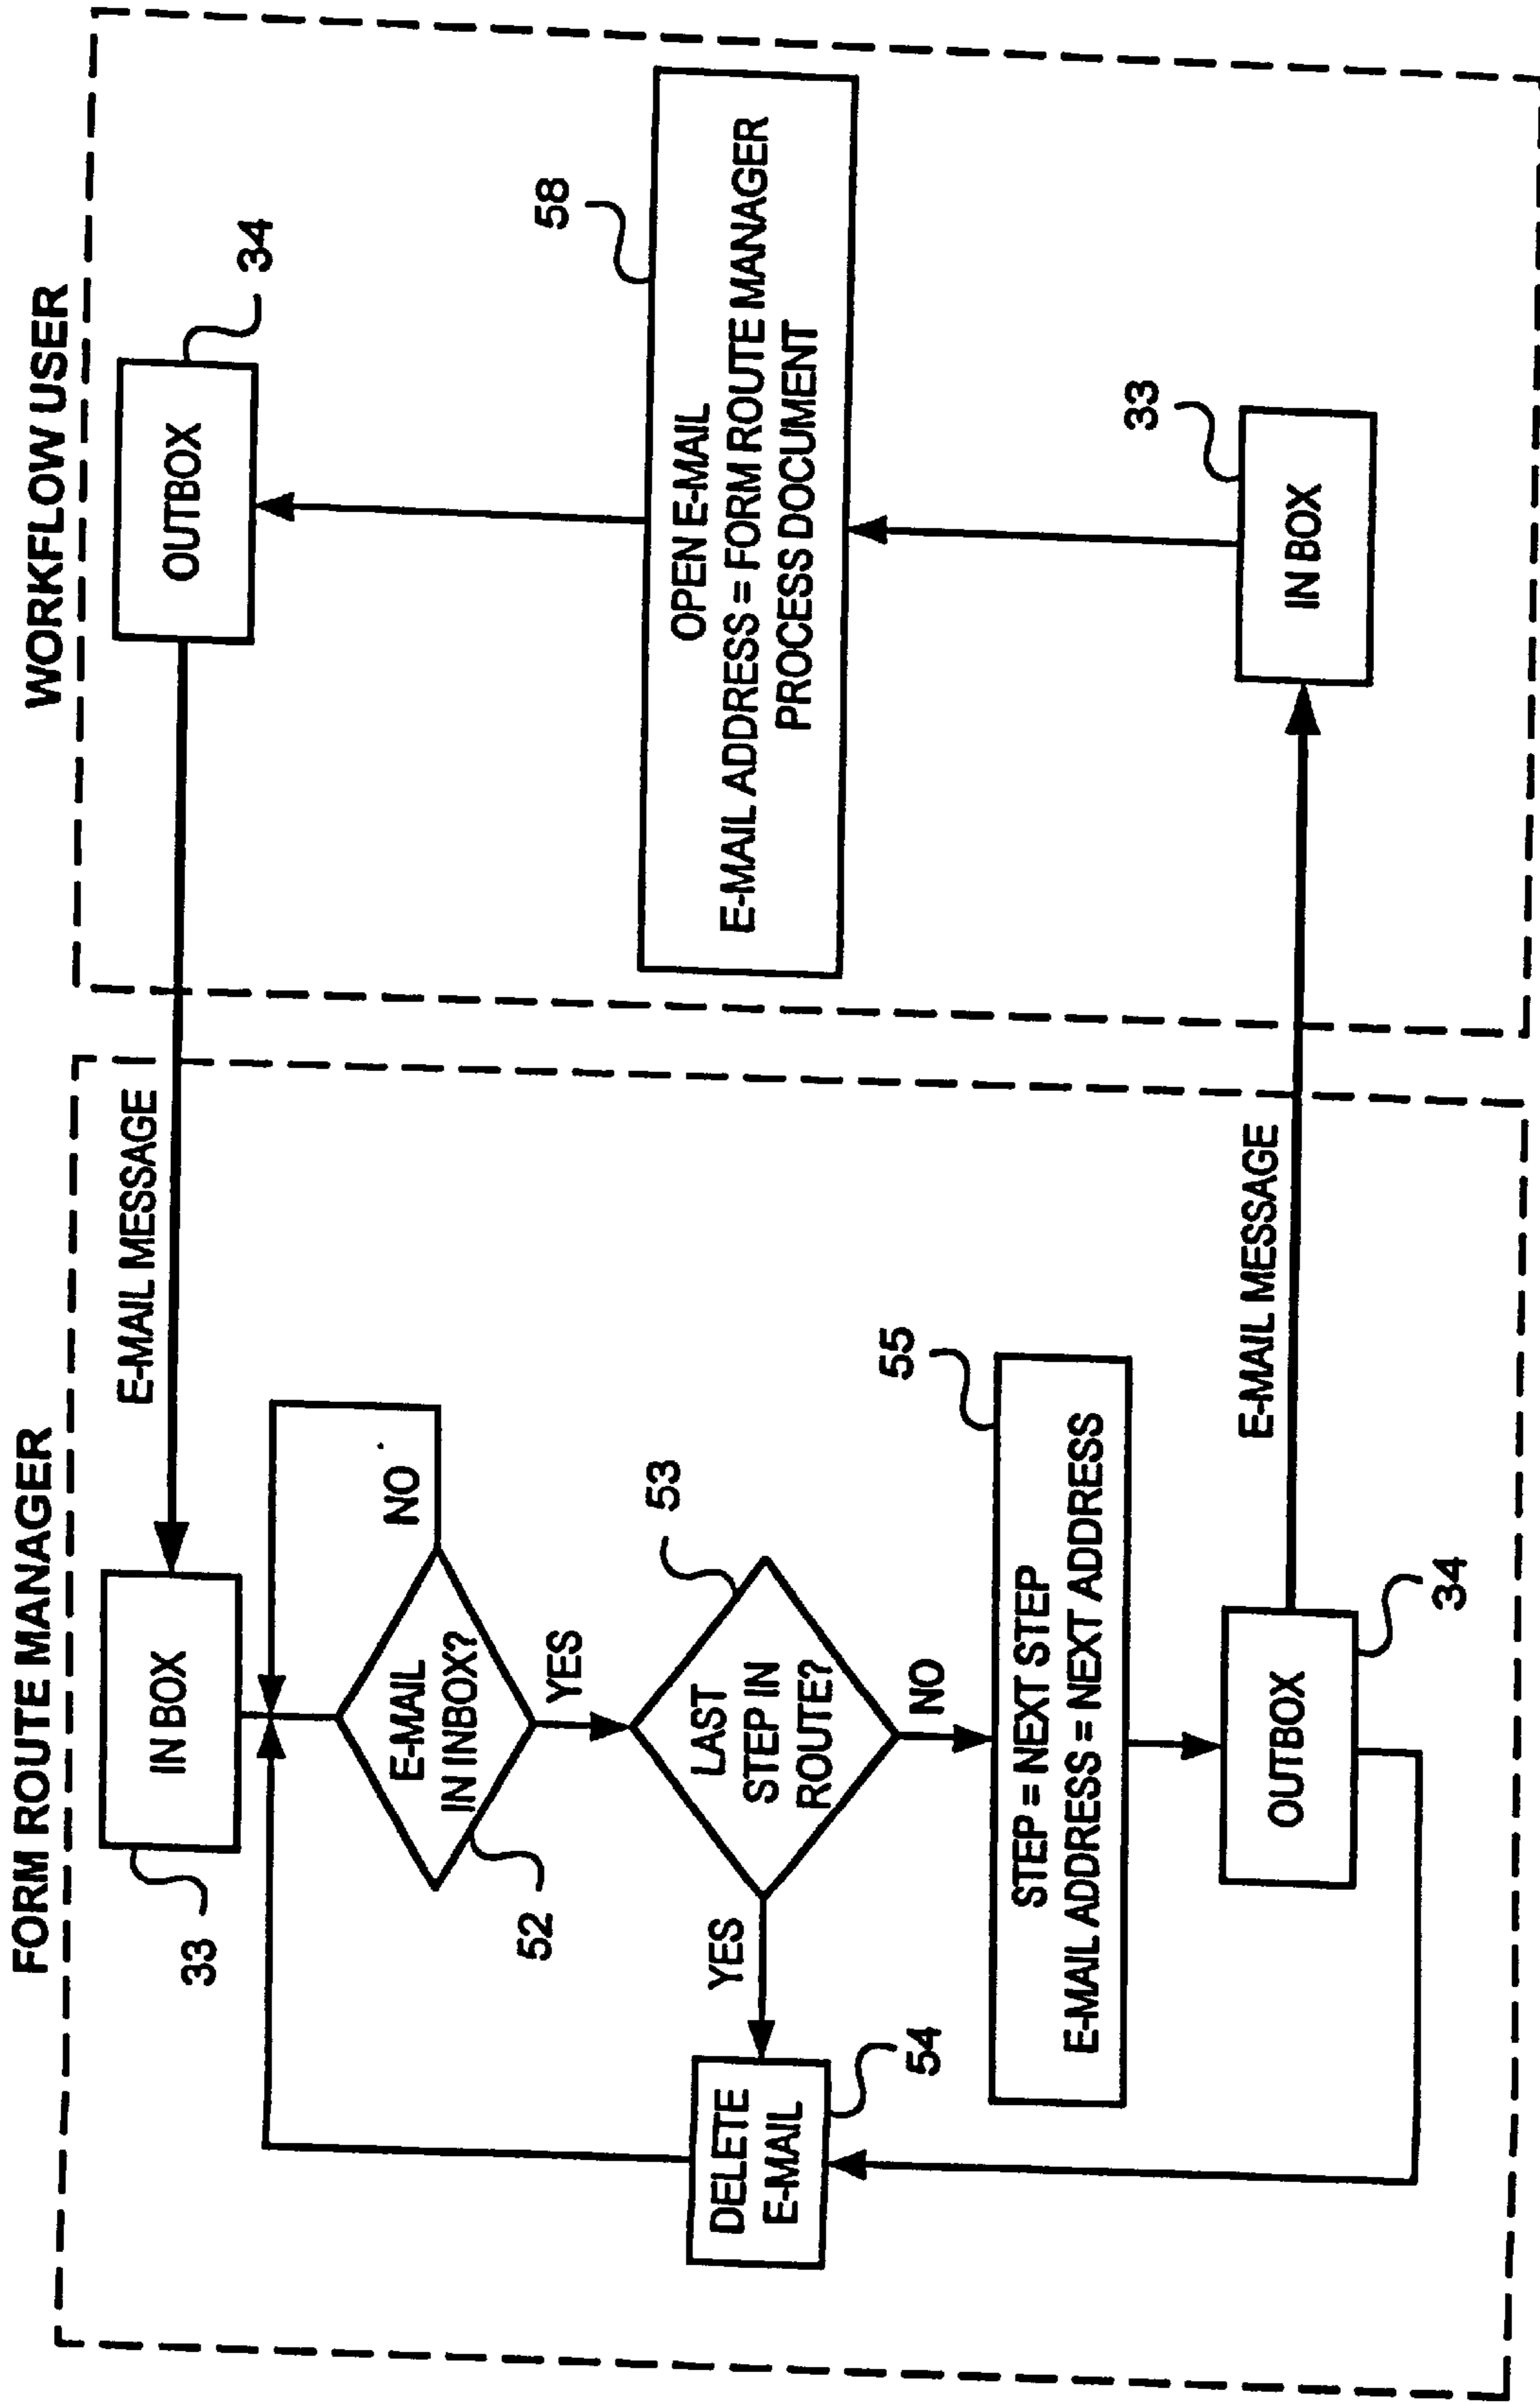 FORM ROUTE MANAGER
IN BOX
33
E-MAIL MESSAGE
E-MAIL
IN INBOX?
NO
52
YES
LAST
STEP IN
ROUTE?
53
YES
NO
DELETE
E-MAIL
54
STEP = NEXT STEP
E-MAIL ADDRESS = NEXT ADDRESS
55
OUTBOX
34
E-MAIL MESSAGE
WORKFLOW USER
OUTBOX
34
OPEN E-MAIL
E-MAIL ADDRESS = FORM ROUTE MANAGER
PROCESS DOCUMENT
58
IN BOX
33